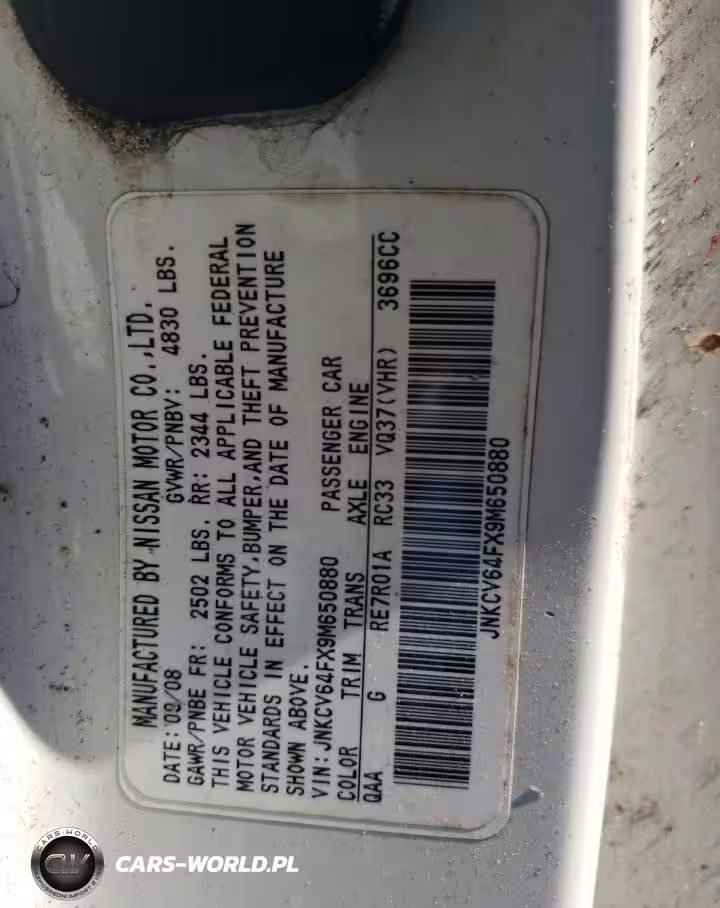 MANUFACTURED BY NISSAN MOTOR CO.,LTD.
DATE: GVWR/PNBV: 4830 LBS.
GAWR/PNBE FR: 2502 LBS. RR: 2344 LBS.
THIS VEHICLE CONFORMS TO ALL APPLICABLE FEDERAL
MOTOR VEHICLE SAFETY,BUMPER,AND THEFT PREVENTION
STANDARDS IN EFFECT ON THE DATE OF MANUFACTURE
SHOWN ABOVE.
VIN:JNKCV64FX9M650880 PASSENGER CAR
COLOR TRIM TRANS AXLE ENGINE
QAA G RE7R01A RC33 VQ37(VHR) 3696CC
JNKCV64FX9M650880
CARS-WORLD
CW
CARS-WORLD.PL